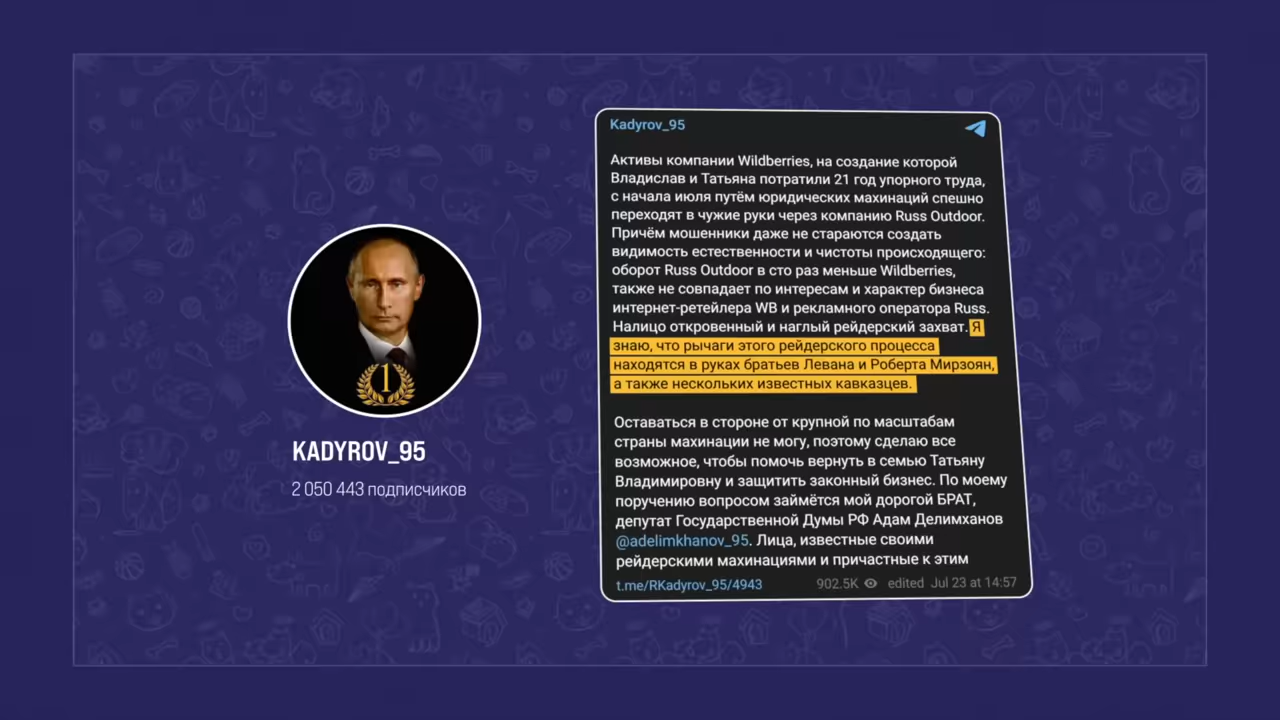 1
KADYROV_95
2 050 443 подписчиков
Kadyrov_95
Активы компании Wildberries, на создание которой
Владислав и Татьяна потратили 21 год упорного труда,
с начала июля путём юридических махинаций спешно
переходят в чужие руки через компанию Russ Outdoor.
Причём мошенники даже не стараются создать
видимость естественности и чистоты происходящего:
оборот Russ Outdoor в сто раз меньше Wildberries,
также не совпадает по интересам и характер бизнеса
интернет-ретейлера WB и рекламного оператора Russ.
Налицо откровенный и наглый рейдерский захват. Я
знаю, что рычаги этого рейдерского процесса
находятся в руках братьев Левана и Роберта Мирзоян,
а также нескольких известных кавказцев.
Оставаться в стороне от крупной по масштабам
страны махинации не могу, поэтому сделаю все
возможное, чтобы помочь вернуть в семью Татьяну
Владимировну и защитить законный бизнес. По моему
поручению вопросом займётся мой дорогой БРАТ,
депутат Государственной Думы РФ Адам Делимханов
@adelimkhanov_95. Лица, известные своими
рейдерскими махинациями и причастные к этим
t.me/RKadyrov_95/4943 902.5K edited Jul 23 at 14:57